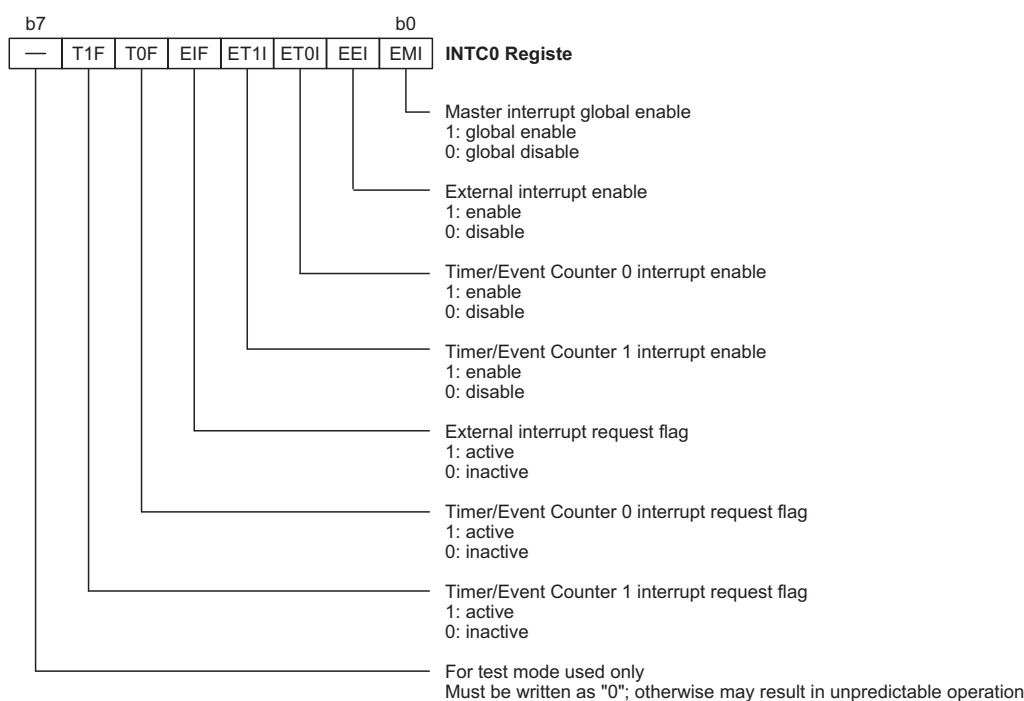 b7 b0
— T1F T0F EIF ET1I ET0I EEI EMI INTC0 Registe
Master interrupt global enable
1: global enable
0: global disable
External interrupt enable
1: enable
0: disable
Timer/Event Counter 0 interrupt enable
1: enable
0: disable
Timer/Event Counter 1 interrupt enable
1: enable
0: disable
External interrupt request flag
1: active
0: inactive
Timer/Event Counter 0 interrupt request flag
1: active
0: inactive
Timer/Event Counter 1 interrupt request flag
1: active
0: inactive
For test mode used only
Must be written as "0"; otherwise may result in unpredictable operation